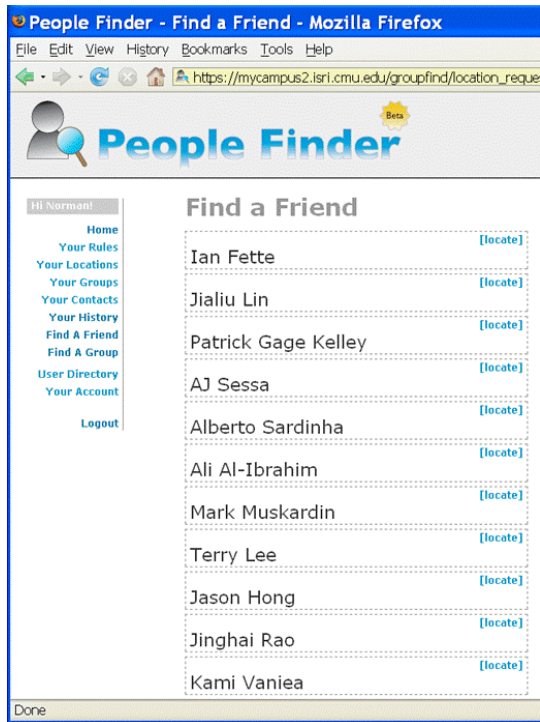 People Finder - Find a Friend - Mozilla Firefox
File Edit View History Bookmarks Tools Help
https://mycampus2.isri.cmu.edu/groupfind/location_reque
Beta
People Finder
Hi Norman!
Home
Your Rules
Your Locations
Your Groups
Your Contacts
Your History
Find A Friend
Find A Group
User Directory
Your Account
Logout
Find a Friend
[locate]
Ian Fette
[locate]
Jialiu Lin
[locate]
Patrick Gage Kelley
[locate]
AJ Sessa
[locate]
Alberto Sardinha
[locate]
Ali Al-Ibrahim
[locate]
Mark Muskardin
[locate]
Terry Lee
[locate]
Jason Hong
[locate]
Jinghai Rao
[locate]
Kami Vaniea
Done